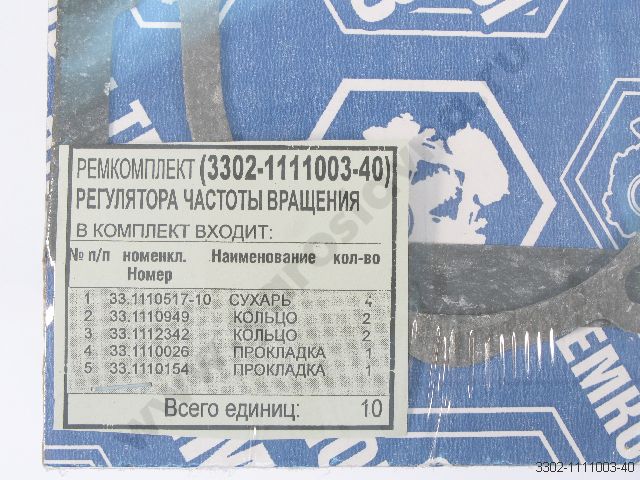 РЕМКОМПЛЕКТ (3302-1111003-40)
РЕГУЛЯТОРА ЧАСТОТЫ ВРАЩЕНИЯ
В КОМПЛЕКТ ВХОДИТ:
№ п/п номенкл. Наименование кол-во
Номер
1 33.1110517-10 СУХАРЬ 4
2 33.1110949 КОЛЬЦО 2
3 33.1112342 КОЛЬЦО 2
4 33.1110026 ПРОКЛАДКА 1
5 33.1110154 ПРОКЛАДКА 1
Всего единиц: 10
3302-1111003-40